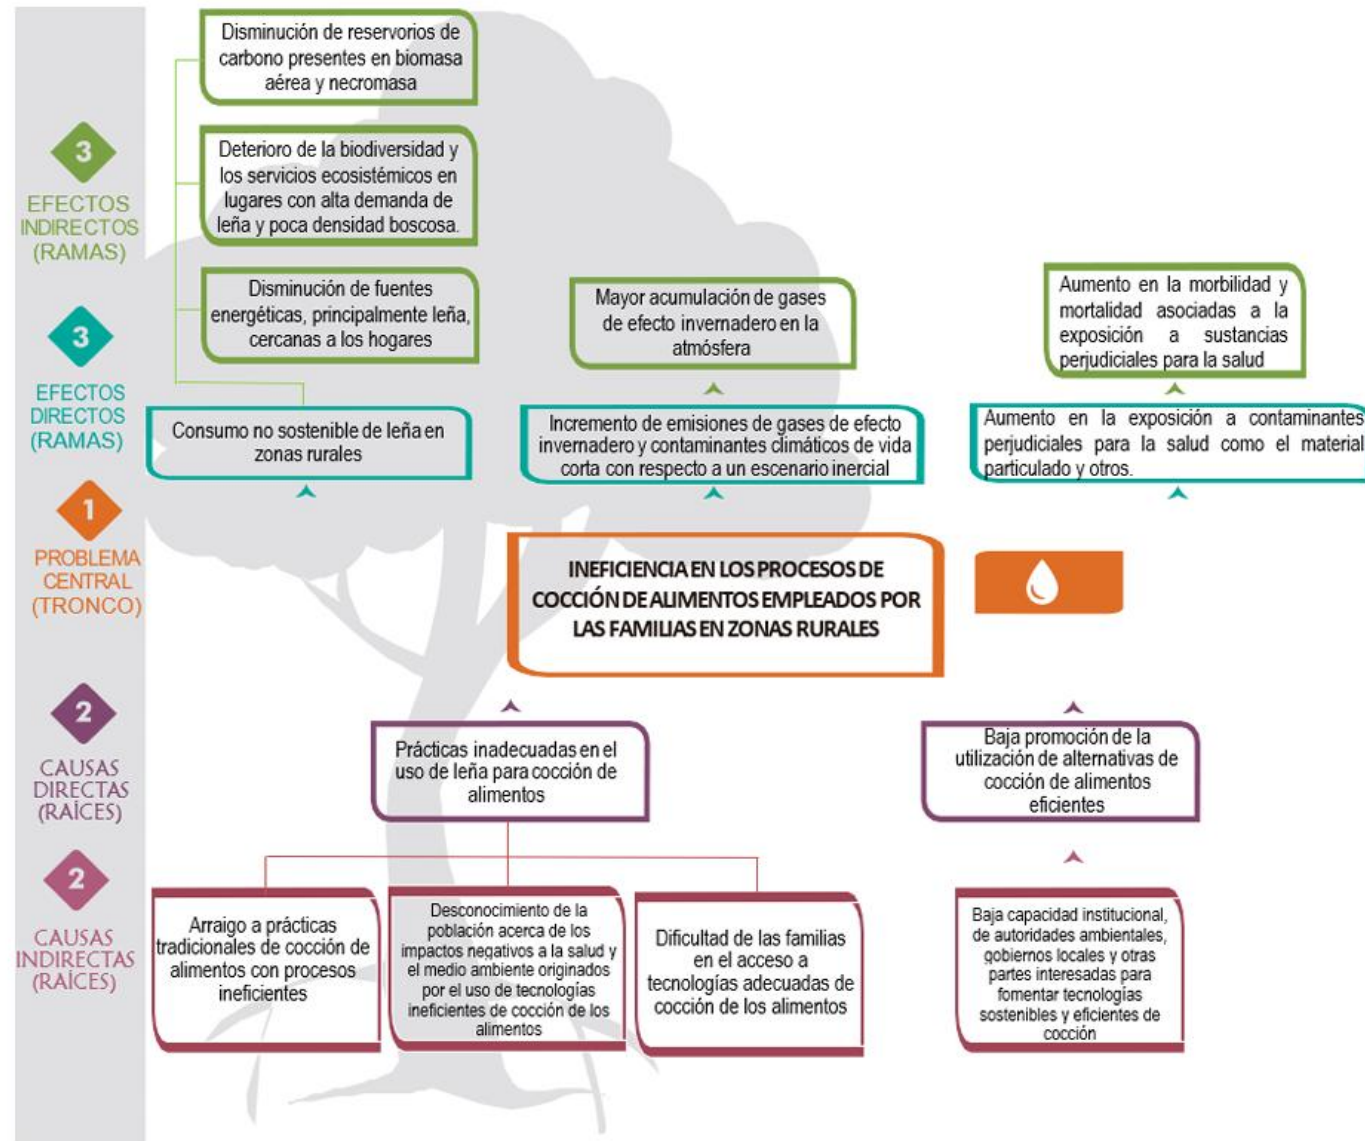 Disminución de reservorios de
carbono presentes en biomasa
aérea y necromasa
3
EFECTOS
INDIRECTOS
(RAMAS)
Deterioro de la biodiversidad y
los servicios ecosistémicos en
lugares con alta demanda de
leña y poca densidad boscosa.
Disminución de fuentes
energéticas, principalmente leña,
cercanas a los hogares
Mayor acumulación de gases
de efecto invernadero en la
atmósfera
Aumento en la morbilidad y
mortalidad asociadas a la
exposición a sustancias
perjudiciales para la salud
3
EFECTOS
DIRECTOS
(RAMAS)
Consumo no sostenible de leña en
zonas rurales
Incremento de emisiones de gases de efecto
invernadero y contaminantes climáticos de vida
corta con respecto a un escenario inercial
Aumento en la exposición a contaminantes
perjudiciales para la salud como el material
particulado y otros.
1
PROBLEMA
CENTRAL
(TRONCO)
INEFICIENCIA EN LOS PROCESOS DE
COCCIÓN DE ALIMENTOS EMPLEADOS POR
LAS FAMILIAS EN ZONAS RURALES
2
CAUSAS
DIRECTAS
(RAÍCES)
Prácticas inadecuadas en el
uso de leña para cocción de
alimentos
Baja promoción de la
utilización de alternativas de
cocción de alimentos
eficientes
2
CAUSAS
INDIRECTAS
(RAÍCES)
Arraigo a prácticas
tradicionales de cocción de
alimentos con procesos
ineficientes
Desconocimiento de la
población acerca de los
impactos negativos a la salud y
el medio ambiente originados
por el uso de tecnologías
ineficientes de cocción de los
alimentos
Dificultad de las familias
en el acceso a
tecnologías adecuadas de
cocción de los alimentos
Baja capacidad institucional,
de autoridades ambientales,
gobiernos locales y otras
partes interesadas para
fomentar tecnologías
sostenibles y eficientes de
cocción